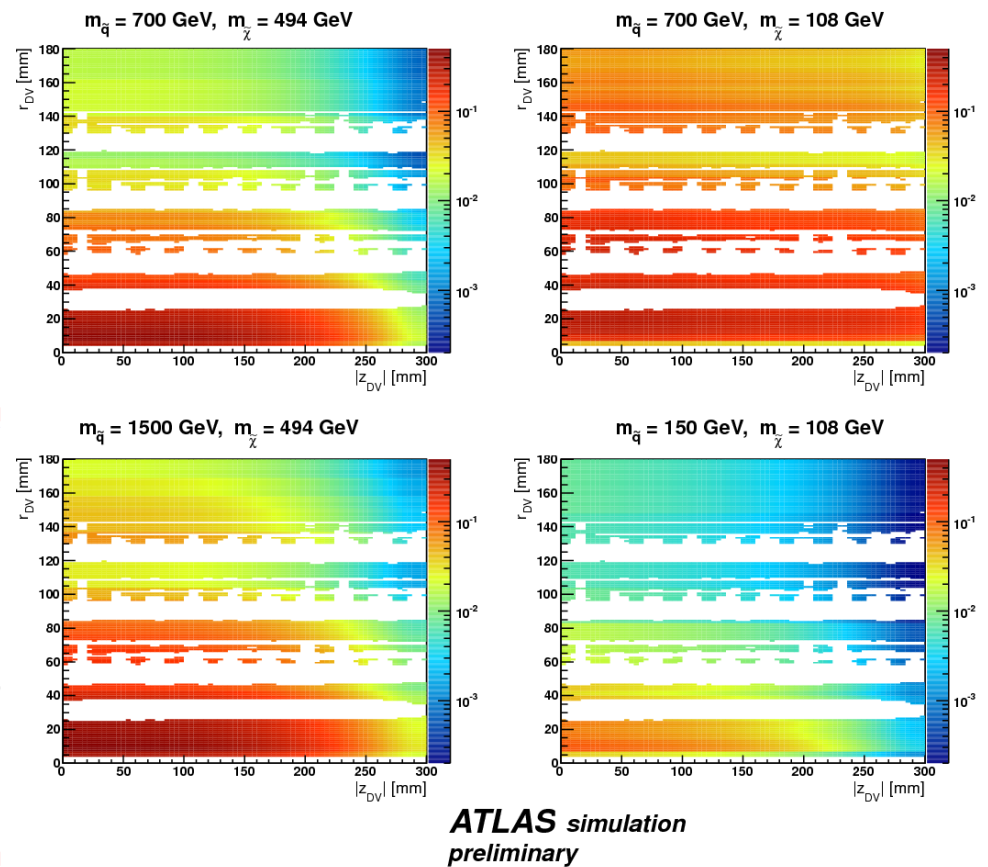 m_q̃ = 700 GeV, m_χ̃ = 494 GeV
r_DV [mm]
180
160
140
120
100
80
60
40
20
0
0 50 100 150 200 250 300
|z_DV| [mm]
10^-1
10^-2
10^-3
m_q̃ = 700 GeV, m_χ̃ = 108 GeV
r_DV [mm]
180
160
140
120
100
80
60
40
20
0
0 50 100 150 200 250 300
|z_DV| [mm]
10^-1
10^-2
10^-3
m_q̃ = 1500 GeV, m_χ̃ = 494 GeV
r_DV [mm]
180
160
140
120
100
80
60
40
20
0
0 50 100 150 200 250 300
|z_DV| [mm]
10^-1
10^-2
10^-3
m_q̃ = 150 GeV, m_χ̃ = 108 GeV
r_DV [mm]
180
160
140
120
100
80
60
40
20
0
0 50 100 150 200 250 300
|z_DV| [mm]
10^-1
10^-2
10^-3
ATLAS simulation
preliminary